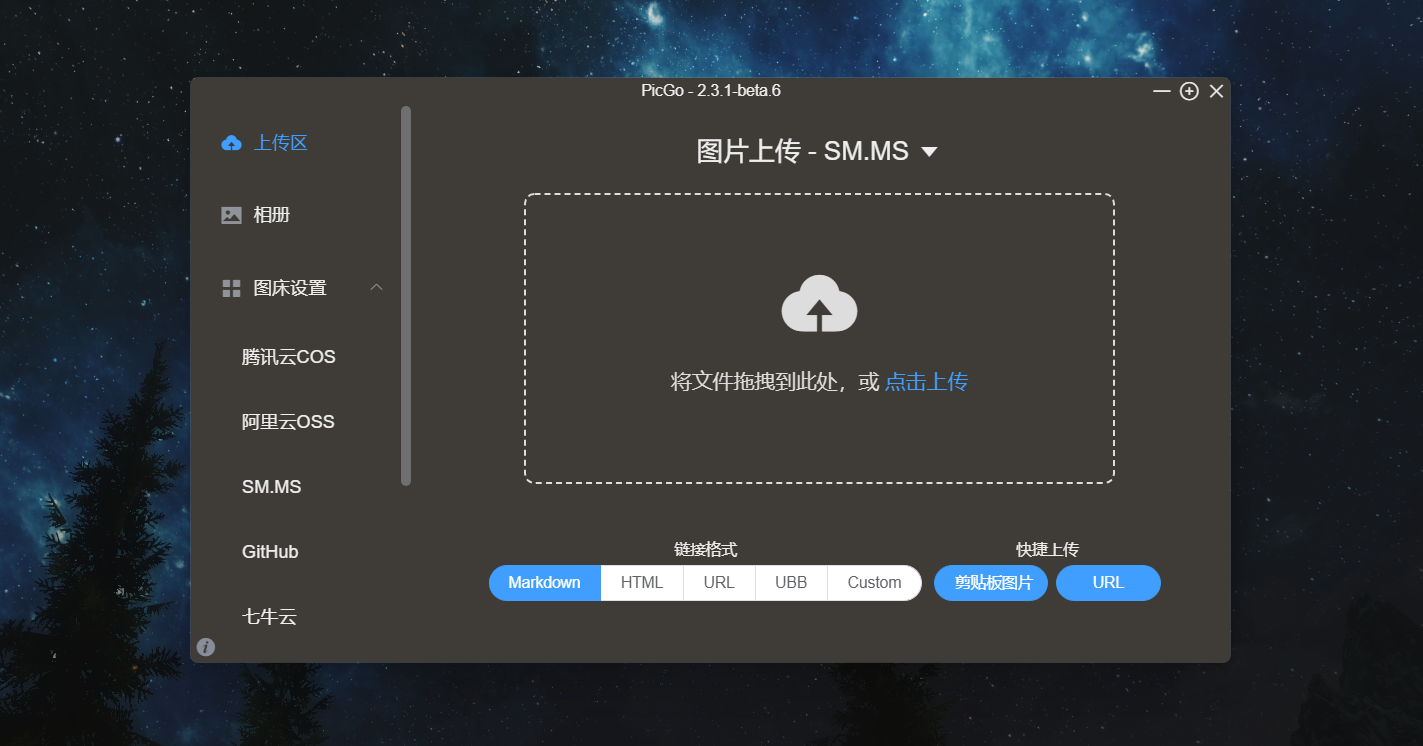 PicGo - 2.3.1-beta.6
上传区
相册
图床设置
腾讯云COS
阿里云OSS
SM.MS
GitHub
七牛云
图片上传 - SM.MS
将文件拖拽到此处，或 点击上传
链接格式
Markdown HTML URL UBB Custom
快捷上传
剪贴板图片 URL